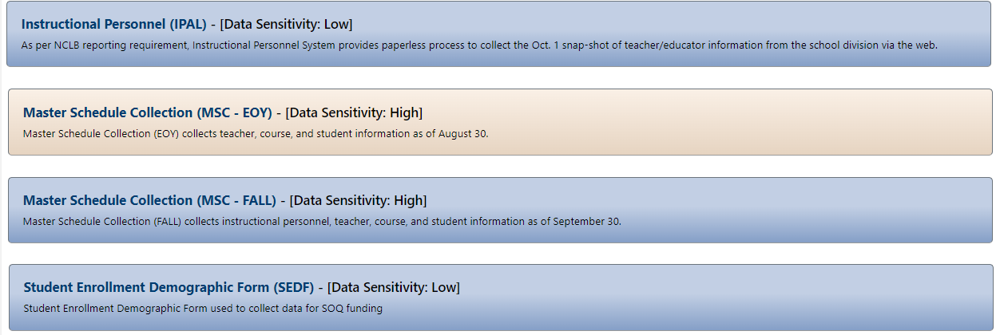 Instructional Personnel (IPAL) - [Data Sensitivity: Low]
As per NCLB reporting requirement, Instructional Personnel System provides paperless process to collect the Oct. 1 snap-shot of teacher/educator information from the school division via the web.
Master Schedule Collection (MSC - EOY) - [Data Sensitivity: High]
Master Schedule Collection (EOY) collects teacher, course, and student information as of August 30.
Master Schedule Collection (MSC - FALL) - [Data Sensitivity: High]
Master Schedule Collection (FALL) collects instructional personnel, teacher, course, and student information as of September 30.
Student Enrollment Demographic Form (SEDF) - [Data Sensitivity: Low]
Student Enrollment Demographic Form used to collect data for SOQ funding